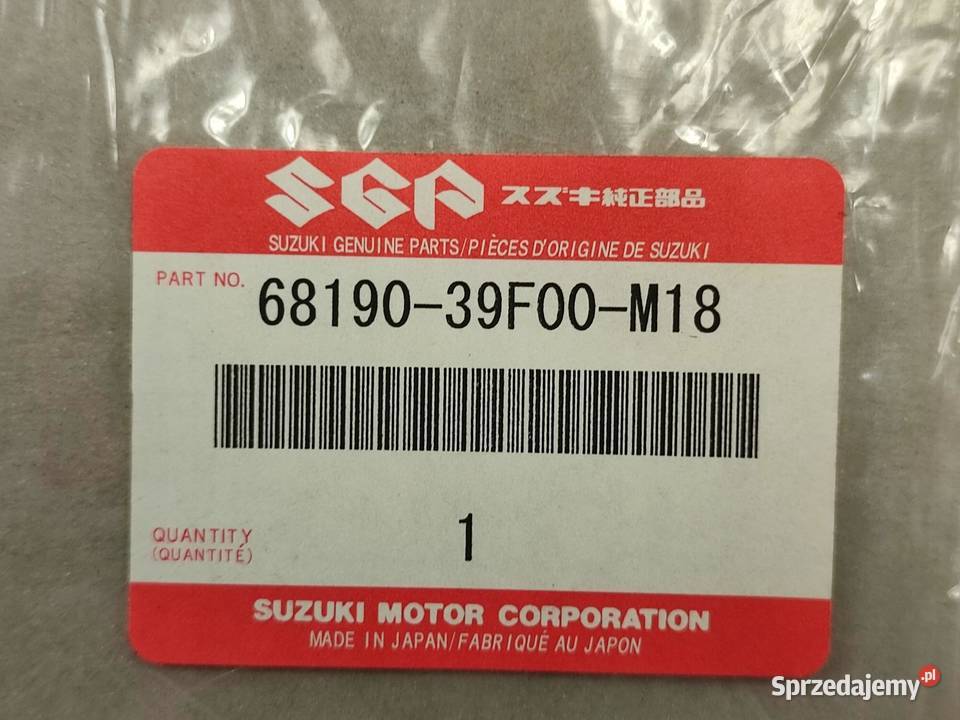 SGP スズキ純正部品
SUZUKI GENUINE PARTS/PIÈCES D'ORIGINE DE SUZUKI
PART NO. 68190-39F00-M18
QUANTITY 1
(QUANTITÉ)
SUZUKI MOTOR CORPORATION
MADE IN JAPAN/FABRIQUÉ AU JAPON
Sprzedajemy.pl